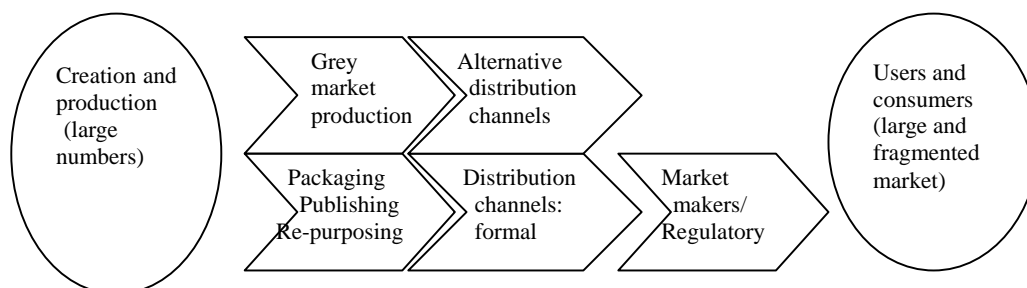 Creation and
production
(large
numbers)
Grey
market
production
Alternative
distribution
channels
Packaging
Publishing
Re-purposing
Distribution
channels:
formal
Market
makers/
Regulatory
Users and
consumers
(large and
fragmented
market)